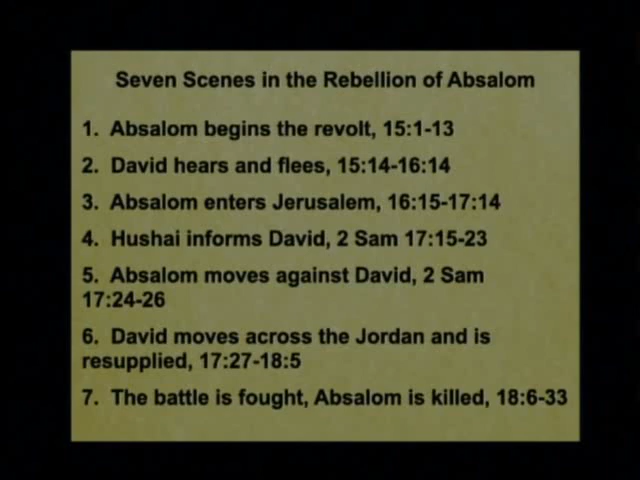 Seven Scenes in the Rebellion of Absalom
1. Absalom begins the revolt, 15:1-13
2. David hears and flees, 15:14-16:14
3. Absalom enters Jerusalem, 16:15-17:14
4. Hushai informs David, 2 Sam 17:15-23
5. Absalom moves against David, 2 Sam
17:24-26
6. David moves across the Jordan and is
resupplied, 17:27-18:5
7. The battle is fought, Absalom is killed, 18:6-33